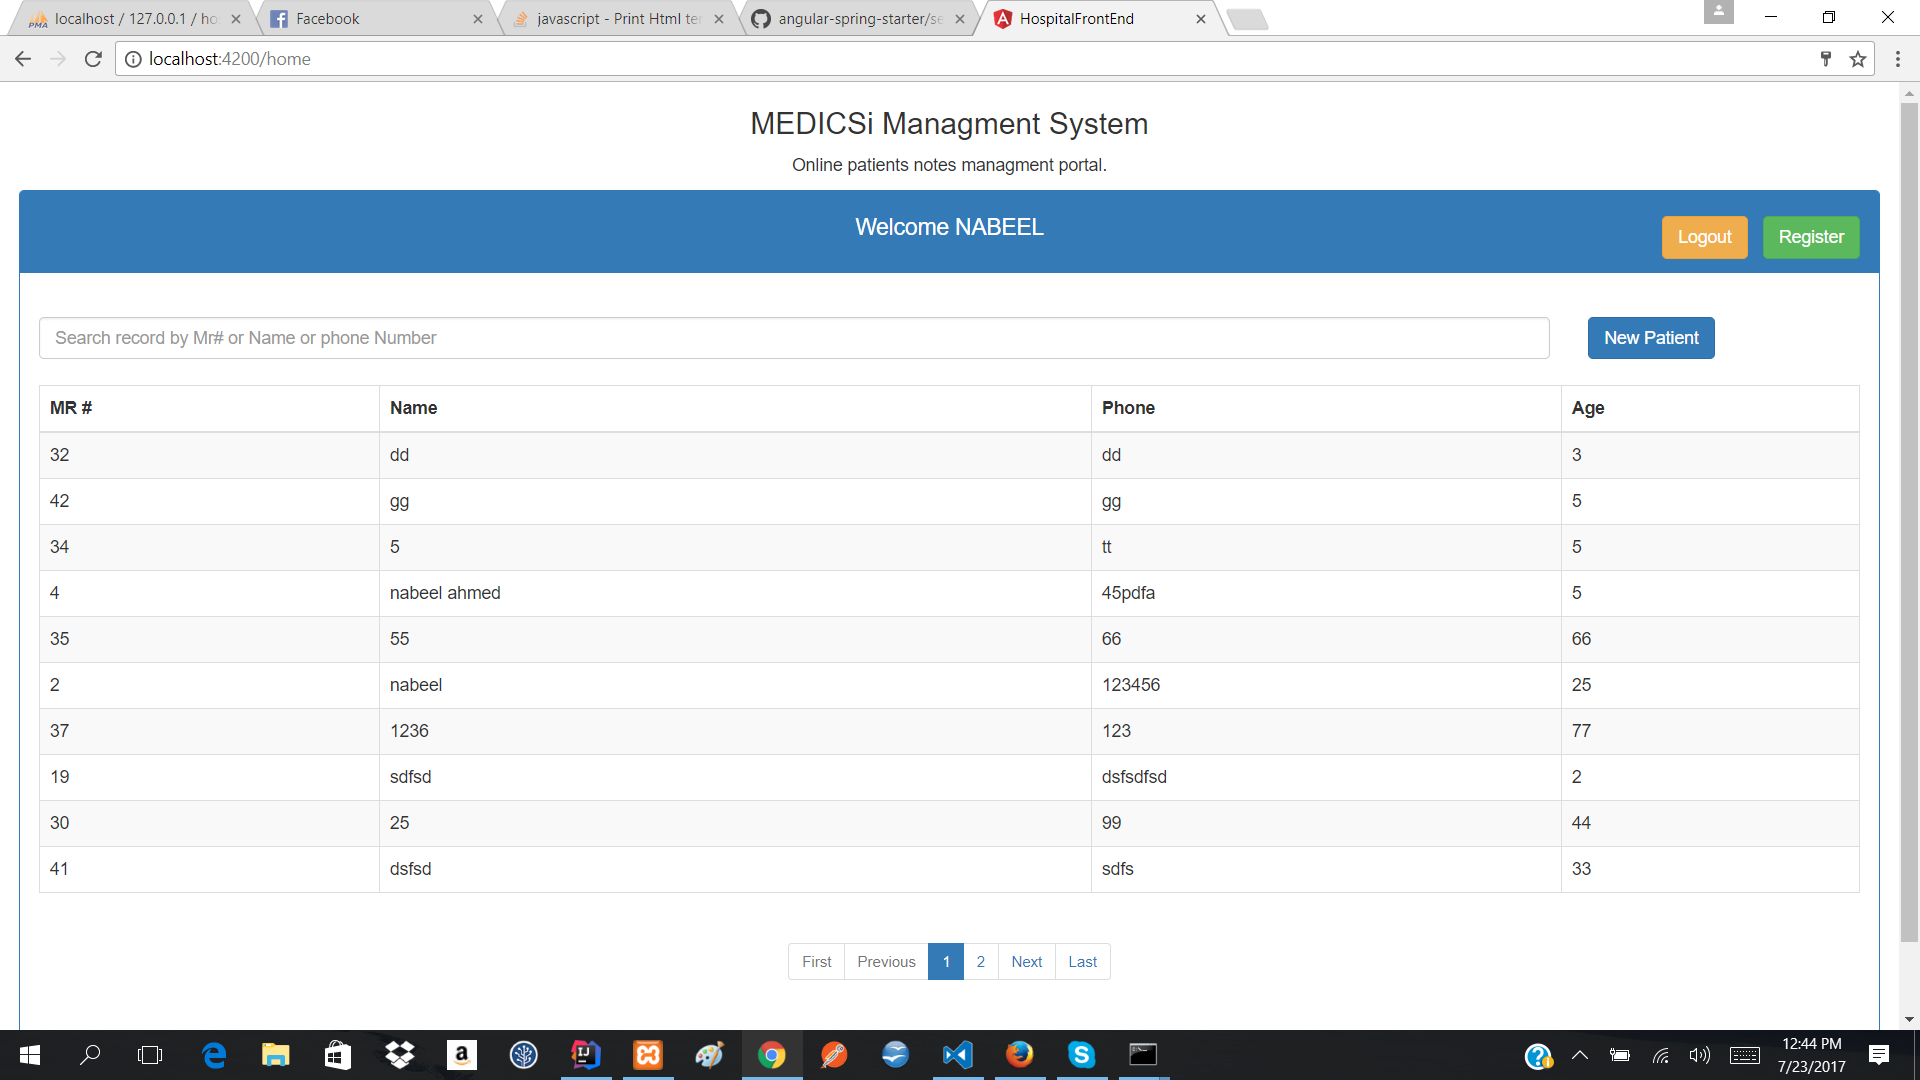 localhost / 127.0.0.1 / ho
Facebook
javascript - Print Html te
angular-spring-starter/se
HospitalFrontEnd
localhost:4200/home
MEDICSi Managment System
Online patients notes managment portal.
Welcome NABEEL
Logout
Register
Search record by Mr# or Name or phone Number
New Patient
MR # Name Phone Age
32 dd dd 3
42 gg gg 5
34 5 tt 5
4 nabeel ahmed 45pdfa 5
35 55 66 66
2 nabeel 123456 25
37 1236 123 77
19 sdfsd dsfsdfsd 2
30 25 99 44
41 dsfsd sdfs 33
First Previous 1 2 Next Last
12:44 PM
7/23/2017